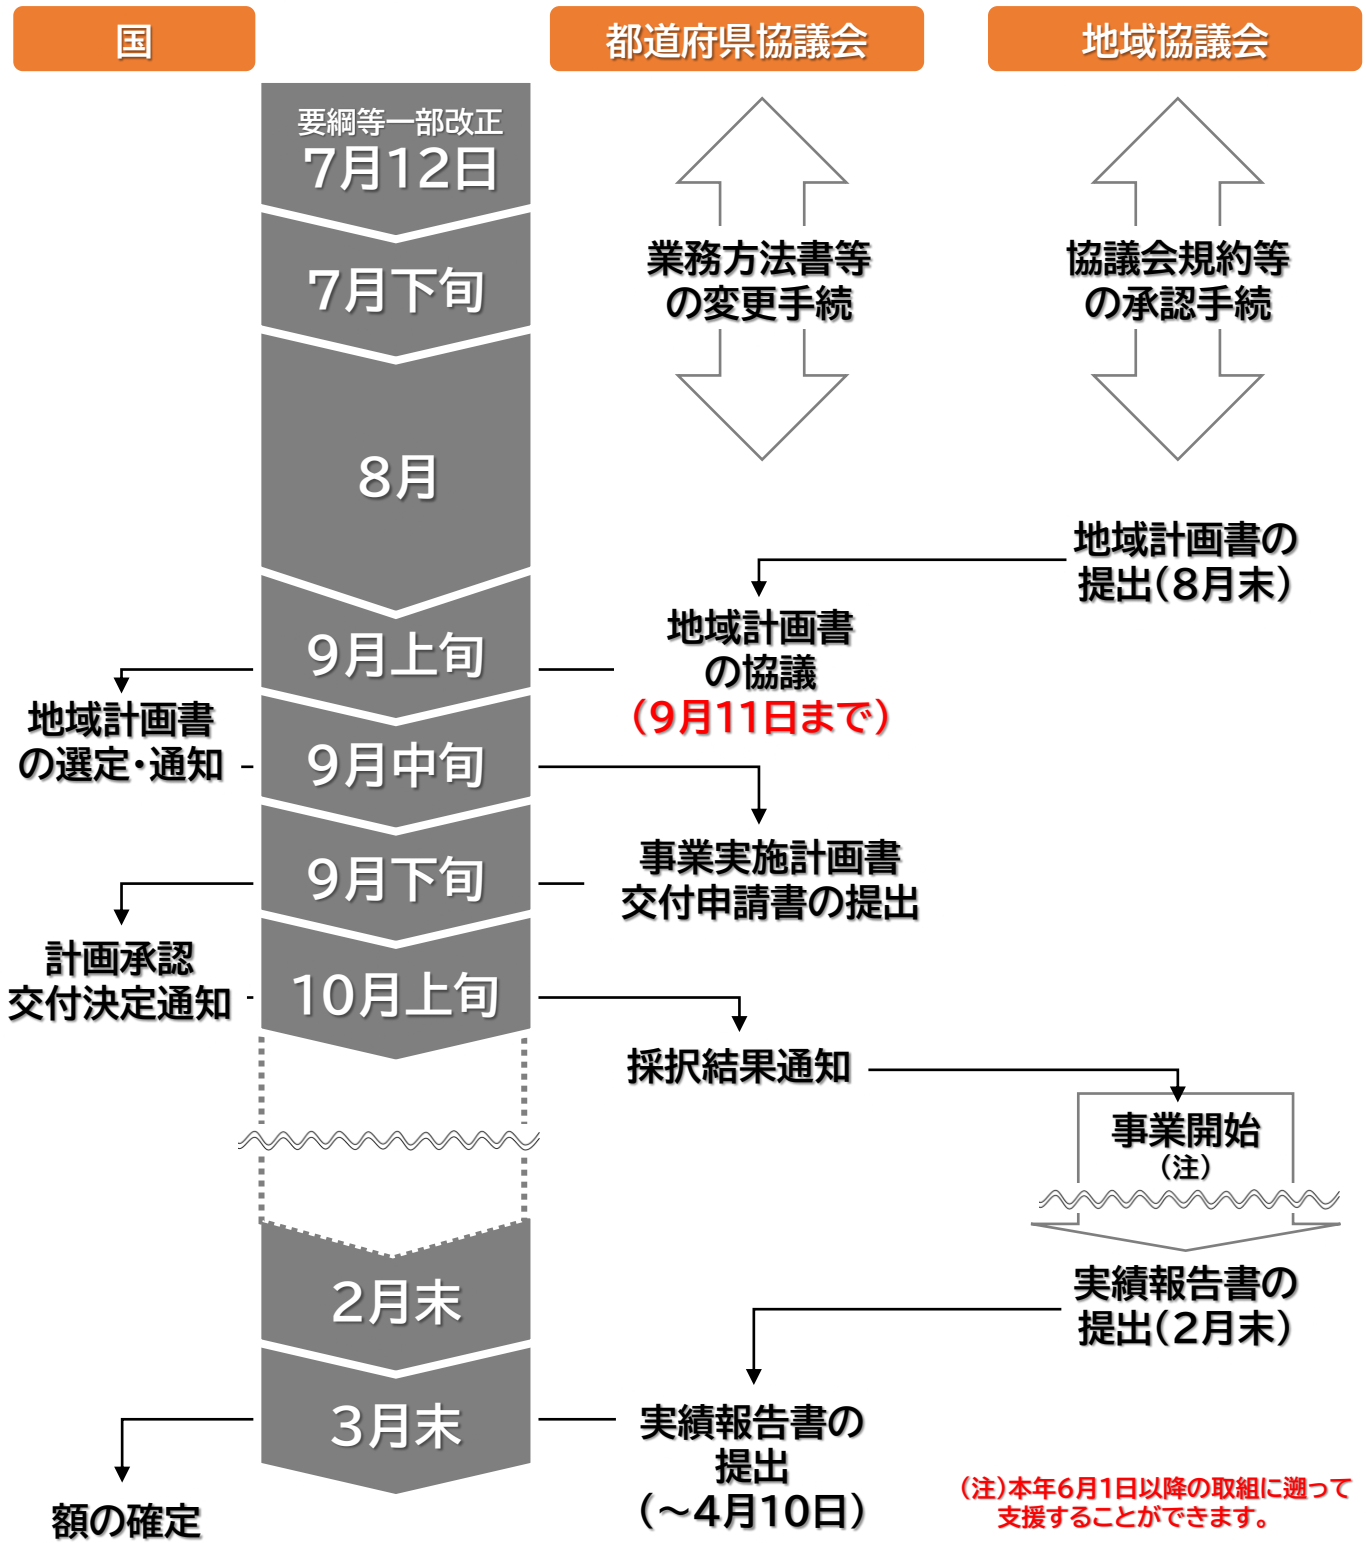 国
都道府県協議会
地域協議会
要綱等一部改正
7月12日
7月下旬
業務方法書等
の変更手続
協議会規約等
の承認手続
8月
地域計画書の
提出(8月末)
9月上旬
地域計画書
の協議
(9月11日まで)
地域計画書
の選定・通知
9月中旬
9月下旬
事業実施計画書
交付申請書の提出
計画承認
交付決定通知
10月上旬
採択結果通知
事業開始
(注)
2月末
実績報告書の
提出(2月末)
3月末
実績報告書の
提出
(~4月10日)
額の確定
(注)本年6月1日以降の取組に遡って
支援することができます。